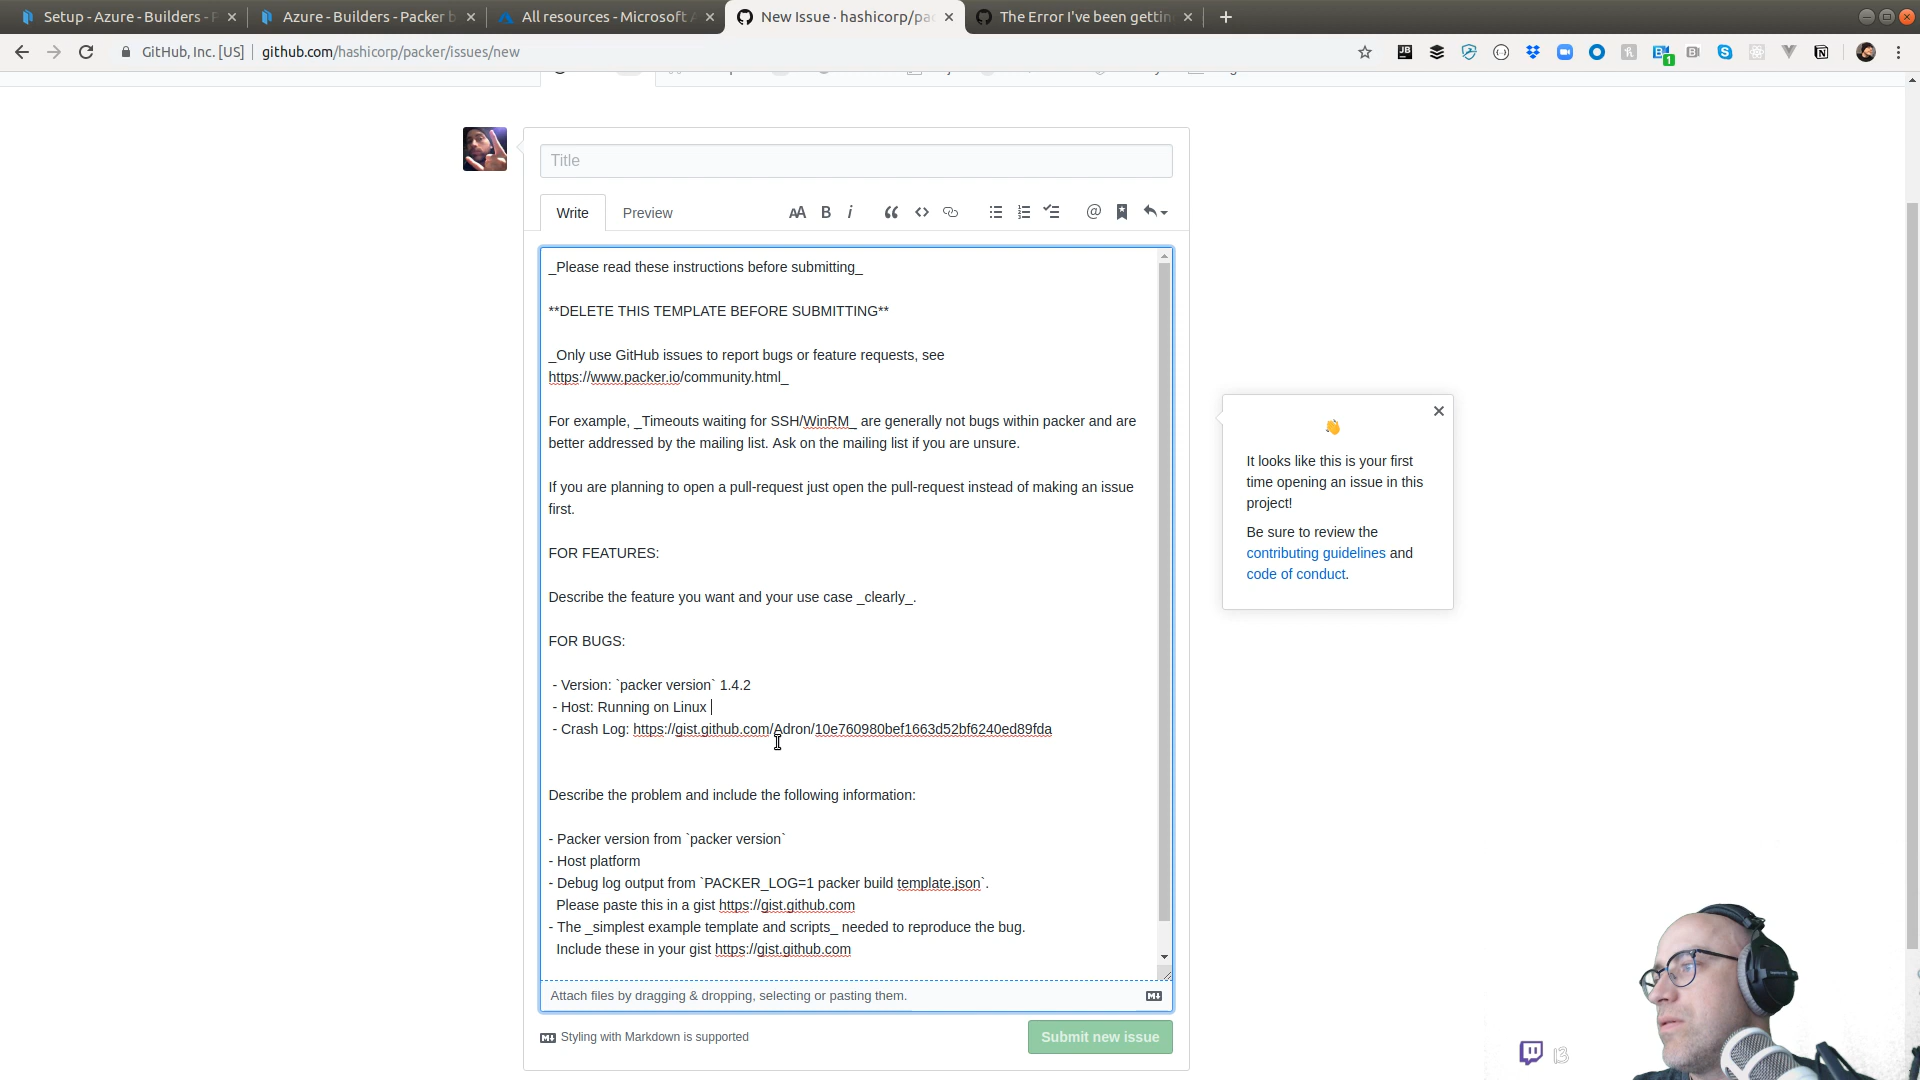 Setup - Azure - Builders - P
Azure - Builders - Packer b
All resources - Microsoft A
New Issue · hashicorp/pac
The Error I've been gettin
GitHub, Inc. [US]
github.com/hashicorp/packer/issues/new
Title
Write
Preview
_Please read these instructions before submitting_
**DELETE THIS TEMPLATE BEFORE SUBMITTING**
_Only use GitHub issues to report bugs or feature requests, see
https://www.packer.io/community.html_
For example, _Timeouts waiting for SSH/WinRM_ are generally not bugs within packer and are
better addressed by the mailing list. Ask on the mailing list if you are unsure.
If you are planning to open a pull-request just open the pull-request instead of making an issue
first.
FOR FEATURES:
Describe the feature you want and your use case _clearly_.
FOR BUGS:
- Version: `packer version` 1.4.2
- Host: Running on Linux
- Crash Log: https://gist.github.com/Adron/10e760980bef1663d52bf6240ed89fda
Describe the problem and include the following information:
- Packer version from `packer version`
- Host platform
- Debug log output from `PACKER_LOG=1 packer build template.json`.
Please paste this in a gist https://gist.github.com
- The _simplest example template and scripts_ needed to reproduce the bug.
Include these in your gist https://gist.github.com
Attach files by dragging & dropping, selecting or pasting them.
Styling with Markdown is supported
Submit new issue
It looks like this is your first
time opening an issue in this
project!
Be sure to review the
contributing guidelines and
code of conduct.